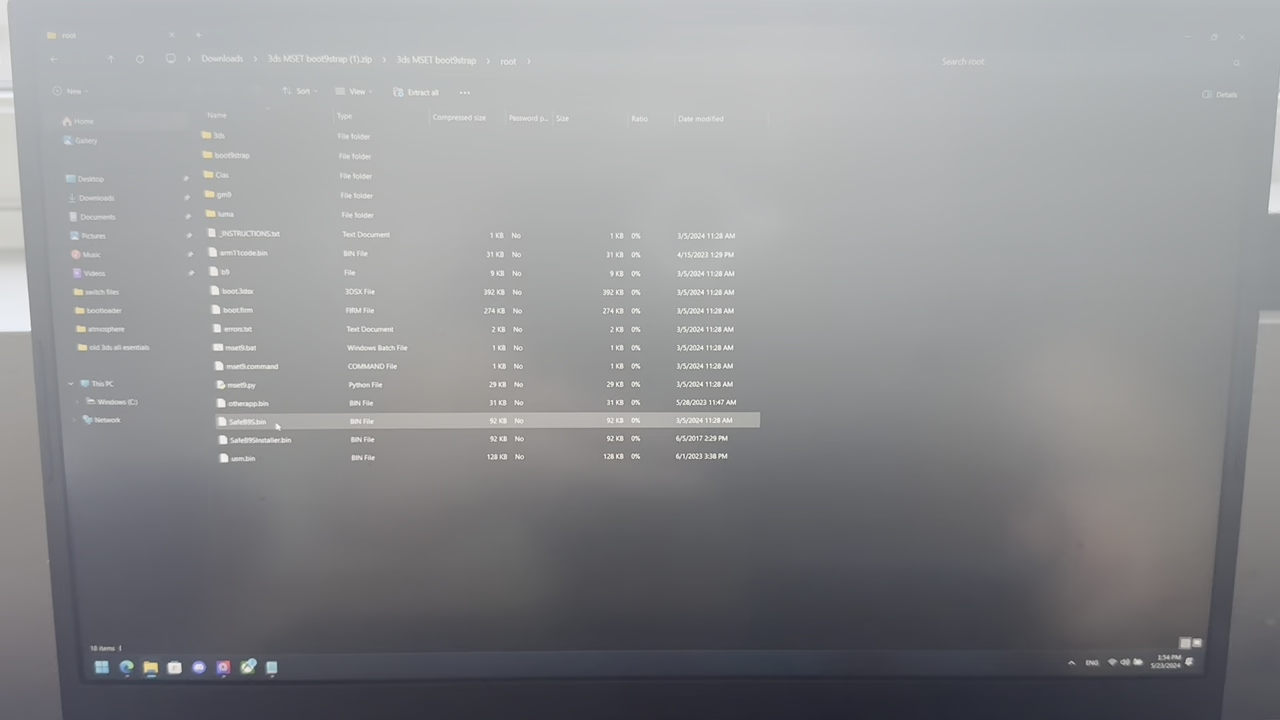 root
Downloads > 3ds MSET boot9strap (1).zip > 3ds MSET boot9strap > root >
Search root
New
Sort
View
Extract all
Details
Name Type Compressed size Password p... Size Ratio Date modified
3ds File folder
boot9strap File folder
Cias File folder
gm9 File folder
luma File folder
_INSTRUCTIONS.txt Text Document 1 KB No 1 KB 0% 3/5/2024 11:28 AM
arm11code.bin BIN File 31 KB No 31 KB 0% 4/15/2023 1:29 PM
b9 File 9 KB No 9 KB 0% 3/5/2024 11:28 AM
boot.3dsx 3DSX File 392 KB No 392 KB 0% 3/5/2024 11:28 AM
boot.firm FIRM File 274 KB No 274 KB 0% 3/5/2024 11:28 AM
errors.txt Text Document 2 KB No 2 KB 0% 3/5/2024 11:28 AM
mset9.bat Windows Batch File 1 KB No 1 KB 0% 3/5/2024 11:28 AM
mset9.command COMMAND File 1 KB No 1 KB 0% 3/5/2024 11:28 AM
mset9.py Python File 29 KB No 29 KB 0% 3/5/2024 11:28 AM
otherapp.bin BIN File 31 KB No 31 KB 0% 5/28/2023 11:47 AM
SafeB9S.bin BIN File 92 KB No 92 KB 0% 3/5/2024 11:28 AM
SafeB9SInstaller.bin BIN File 92 KB No 92 KB 0% 6/5/2017 2:29 PM
usm.bin BIN File 128 KB No 128 KB 0% 6/1/2023 3:38 PM
Home
Gallery
Desktop
Downloads
Documents
Pictures
Music
Videos
switch files
bootloader
atmosphere
old 3ds all esentials
This PC
Windows (C:)
Network
18 items
ENG
3:54 PM
5/23/2024